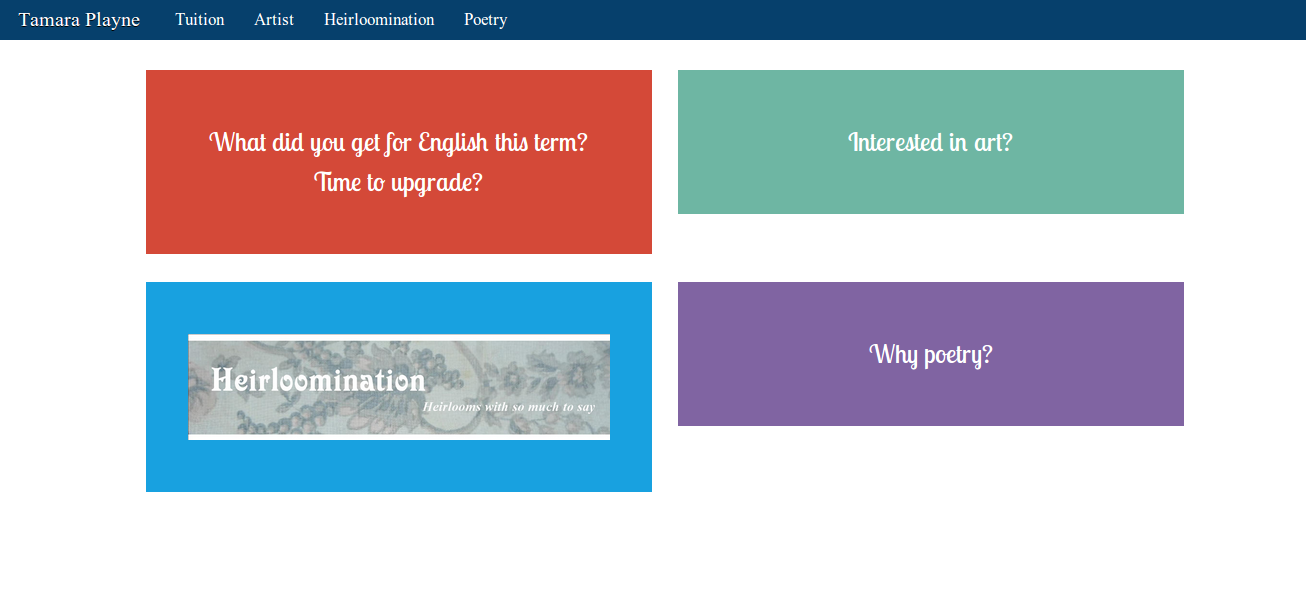 Tamara Playne Tuition Artist Heirloomination Poetry
What did you get for English this term?
Time to upgrade?
Interested in art?
Heirloomination
Heirlooms with so much to say
Why poetry?